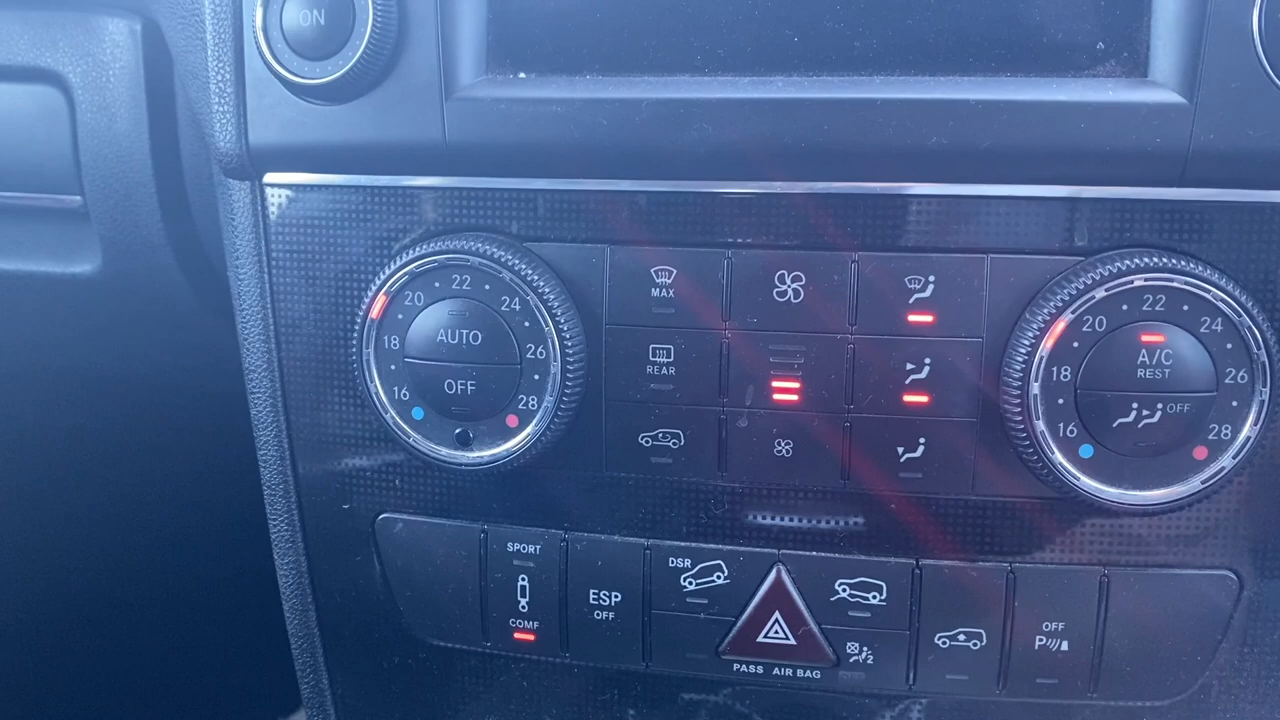 ON
22
20
24
18
26
16
28
AUTO
OFF
MAX
REAR
22
20
24
18
26
16
28
A/C
REST
OFF
SPORT
COMF
ESP
OFF
DSR
PASS AIR BAG
2
OFF
P